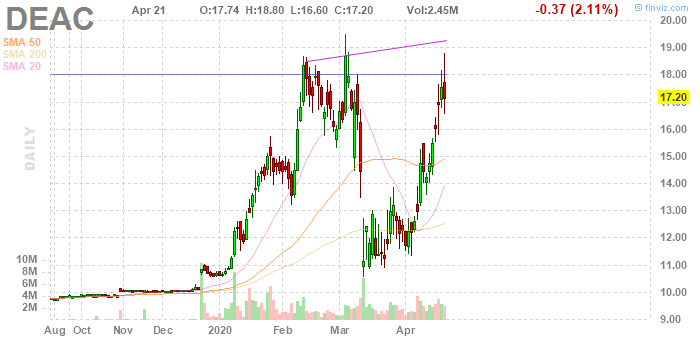 DEAC Apr 21 O:17.74 H:18.80 L:16.60 C:17.20 Vol:2.45M -0.37 (2.11%)
© finviz.com
SMA 50
SMA 200
SMA 20
DAILY
20.00
19.00
18.00
17.20
17.00
16.00
15.00
14.00
13.00
12.00
11.00
10.00
9.00
10M
8M
6M
4M
2M
Aug Oct Nov Dec 2020 Feb Mar Apr